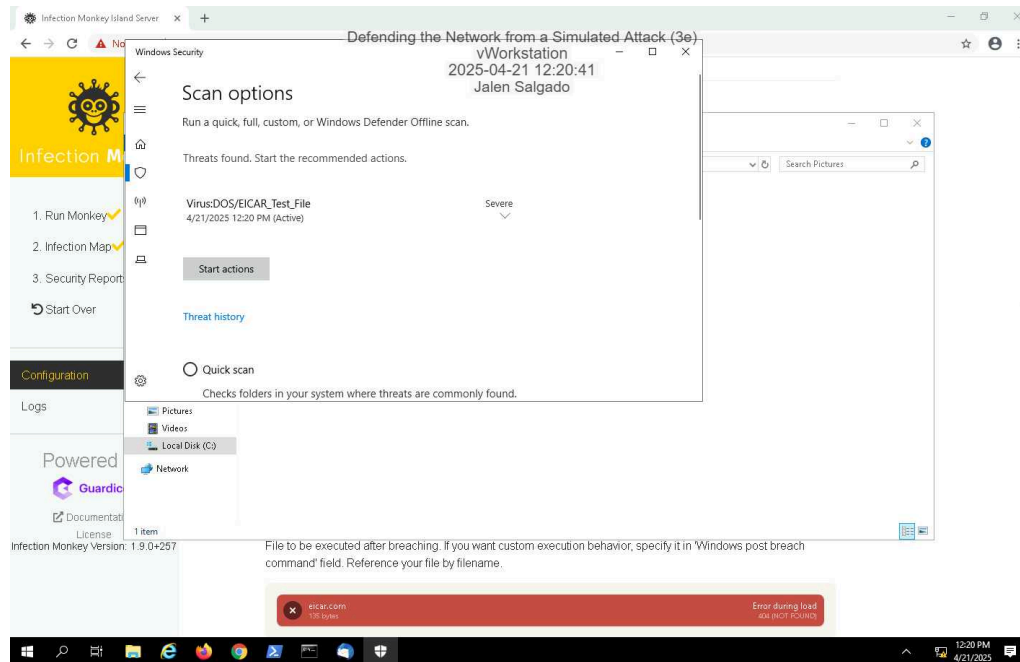 Infection Monkey Island Server
No
Defending the Network from a Simulated Attack (3e)
vWorkstation
2025-04-21 12:20:41
Jalen Salgado
Infection M
1. Run Monkey
2. Infection Map
3. Security Report
Start Over
Configuration
Logs
Powered
Guardic
Documentati
License
Infection Monkey Version: 1.9.0+257
Windows Security
Scan options
Run a quick, full, custom, or Windows Defender Offline scan.
Threats found. Start the recommended actions.
Virus:DOS/EICAR_Test_File
Severe
4/21/2025 12:20 PM (Active)
Start actions
Threat history
Quick scan
Checks folders in your system where threats are commonly found.
Search Pictures
Pictures
Videos
Local Disk (C:)
Network
1 item
File to be executed after breaching. If you want custom execution behavior, specify it in 'Windows post breach
command' field. Reference your file by filename.
eicar.com
135 bytes
Error during load
404 (NOT FOUND)
12:20 PM
4/21/2025